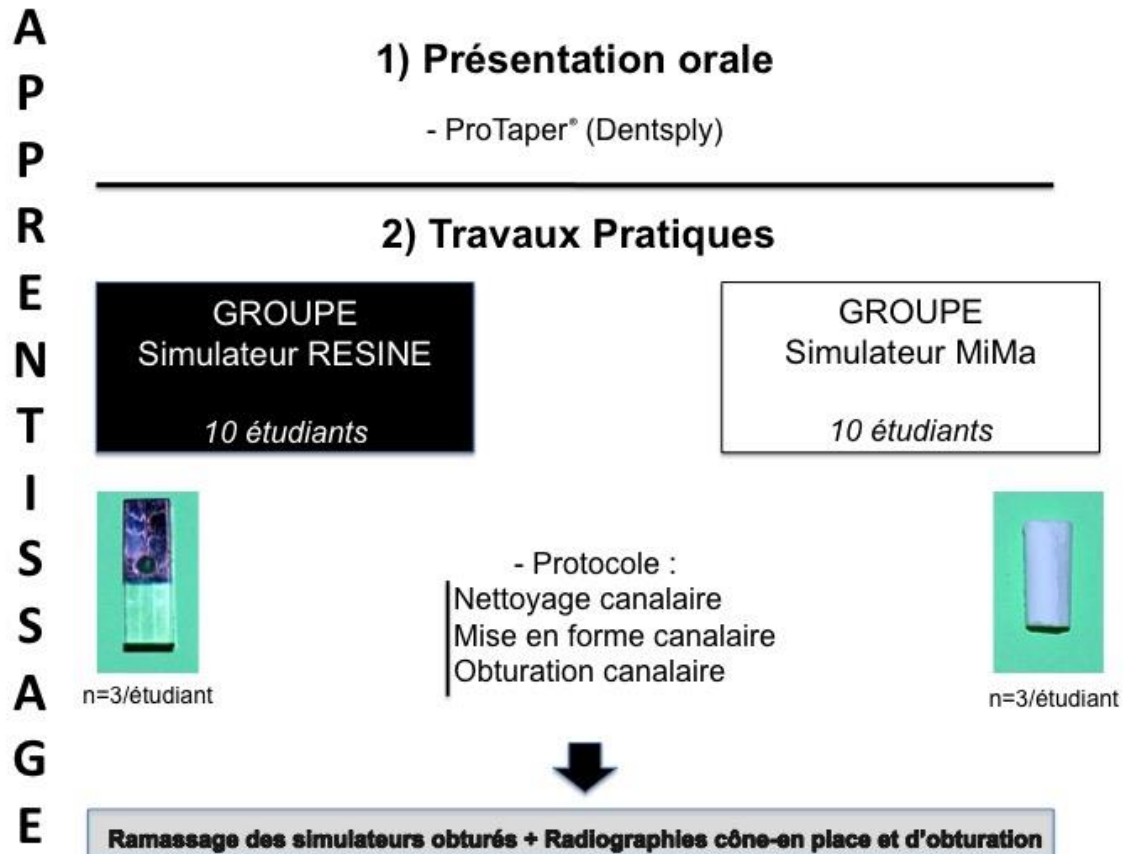 APPRENTISSAGE
1) Présentation orale
- ProTaper® (Dentsply)
2) Travaux Pratiques
GROUPE
Simulateur RESINE
10 étudiants
GROUPE
Simulateur MiMa
10 étudiants
n=3/étudiant
- Protocole :
Nettoyage canalaire
Mise en forme canalaire
Obturation canalaire
n=3/étudiant
Ramassage des simulateurs obturés + Radiographies cône-en place et d'obturation